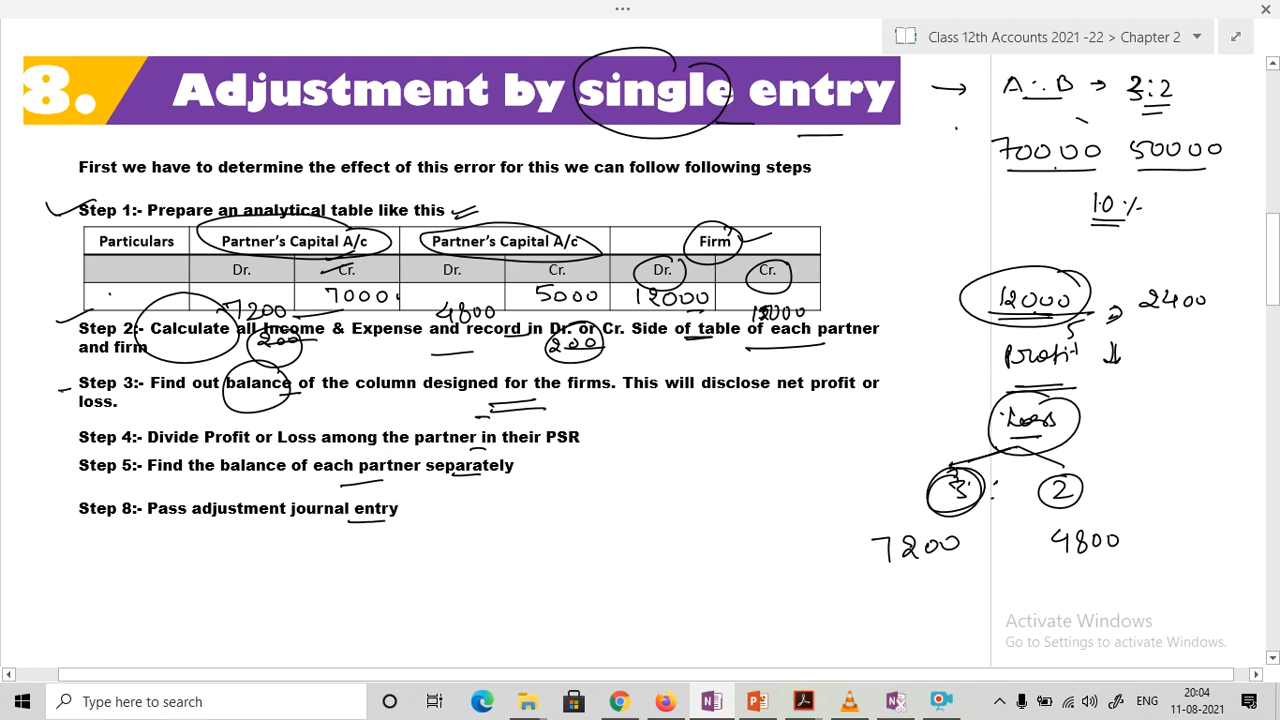 Class 12th Accounts 2021 -22 > Chapter 2
8. Adjustment by single entry
First we have to determine the effect of this error for this we can follow following steps
Step 1:- Prepare an analytical table like this
Particulars Partner's Capital A/c Partner's Capital A/c Firm
Dr. Cr. Dr. Cr. Dr. Cr.
7200 7000 4800 5000 12000 12000
Step 2:- Calculate all Income & Expense and record in Dr. or Cr. Side of table of each partner
and firm
200 200
Step 3:- Find out balance of the column designed for the firms. This will disclose net profit or
loss.
Step 4:- Divide Profit or Loss among the partner in their PSR
Step 5:- Find the balance of each partner separately
Step 8:- Pass adjustment journal entry
→ A : B → 3:2
70000 50000
10 %
12000 2400
Profit ↓
Loss
3 : 2
7200 4800
Activate Windows
Go to Settings to activate Windows.
Type here to search
ENG
20:04
11-08-2021